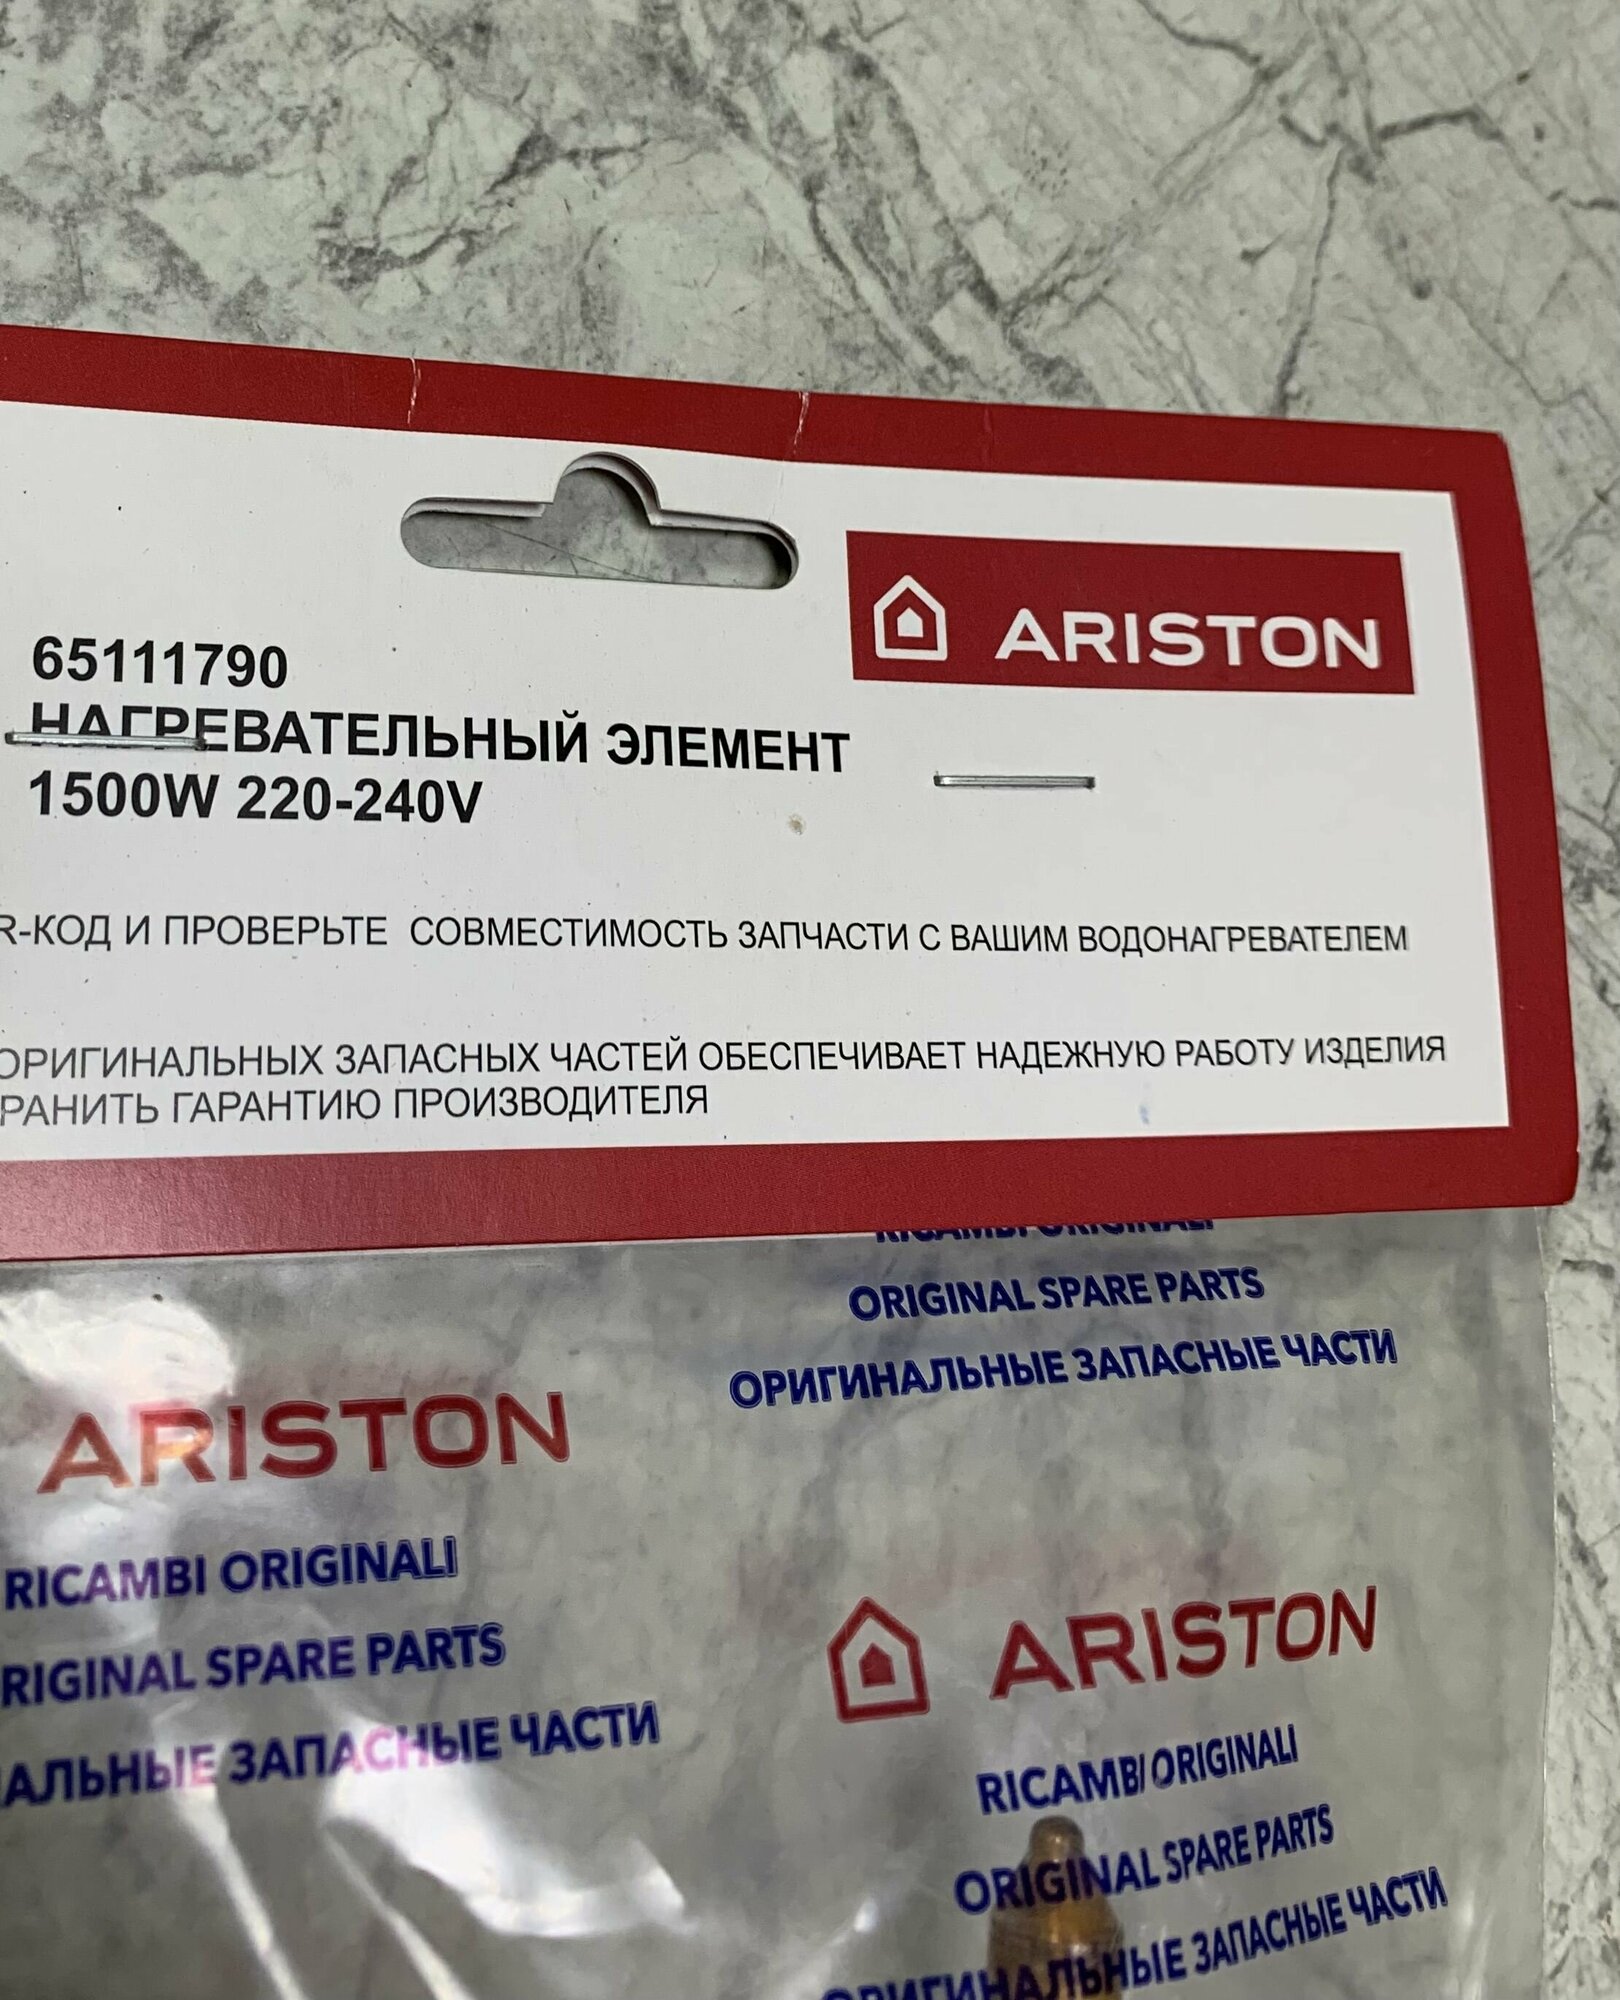 ARISTON
65111790
НАГРЕВАТЕЛЬНЫЙ ЭЛЕМЕНТ
1500W 220-240V
R-КОД И ПРОВЕРЬТЕ СОВМЕСТИМОСТЬ ЗАПЧАСТИ С ВАШИМ ВОДОНАГРЕВАТЕЛЕМ
ОРИГИНАЛЬНЫХ ЗАПАСНЫХ ЧАСТЕЙ ОБЕСПЕЧИВАЕТ НАДЕЖНУЮ РАБОТУ ИЗДЕЛИЯ
РАНИТЬ ГАРАНТИЮ ПРОИЗВОДИТЕЛЯ
RICAMBI ORIGINALI
ORIGINAL SPARE PARTS
ОРИГИНАЛЬНЫЕ ЗАПАСНЫЕ ЧАСТИ
ARISTON
RICAMBI ORIGINALI
RIGINAL SPARE PARTS
АЛЬНЫЕ ЗАПАСНЫЕ ЧАСТИ
ARISTON
RICAMBI ORIGINALI
ORIGINAL SPARE PARTS
ОРИГИНАЛЬНЫЕ ЗАПАСНЫЕ ЧАСТИ